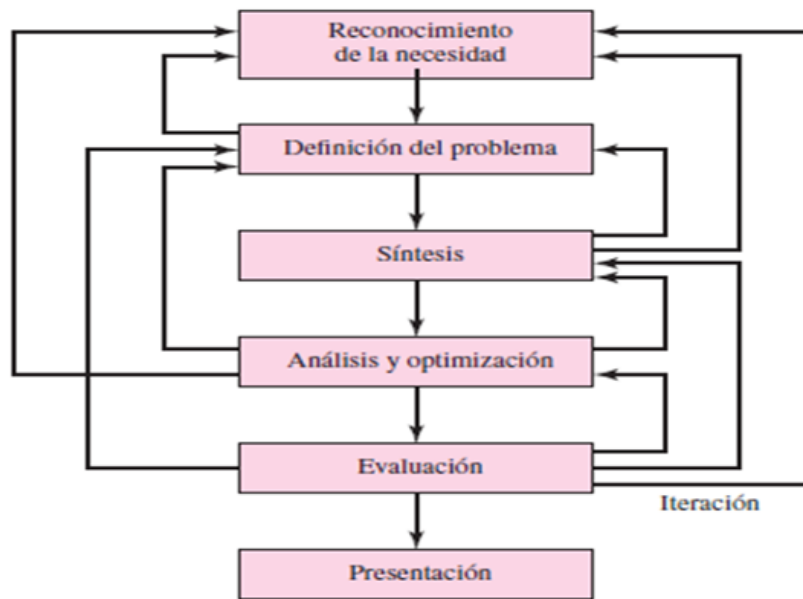 Reconocimiento
de la necesidad
Definición del problema
Síntesis
Análisis y optimización
Evaluación
Iteración
Presentación